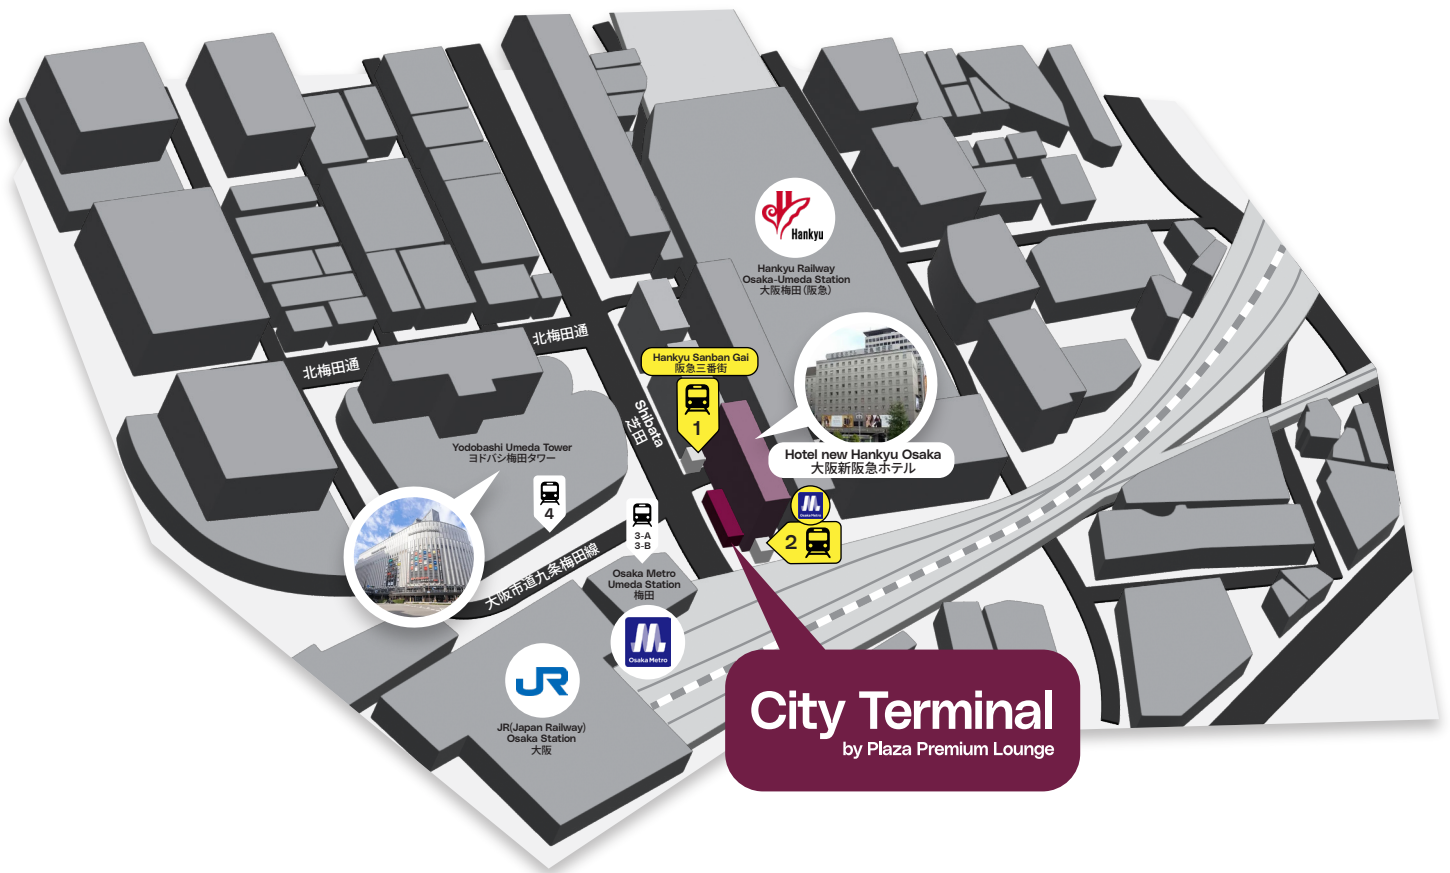 Hankyu
Hankyu Railway
Osaka-Umeda Station
大阪梅田(阪急)
北梅田通
北梅田通
Hankyu Sanban Gai
阪急三番街
1
Shibata
芝田
Hotel new Hankyu Osaka
大阪新阪急ホテル
Yodobashi Umeda Tower
ヨドバシ梅田タワー
4
3-A
3-B
Osaka Metro
2
大阪市道九条梅田線
Osaka Metro
Umeda Station
梅田
Osaka Metro
JR
JR(Japan Railway)
Osaka Station
大阪
City Terminal
by Plaza Premium Lounge